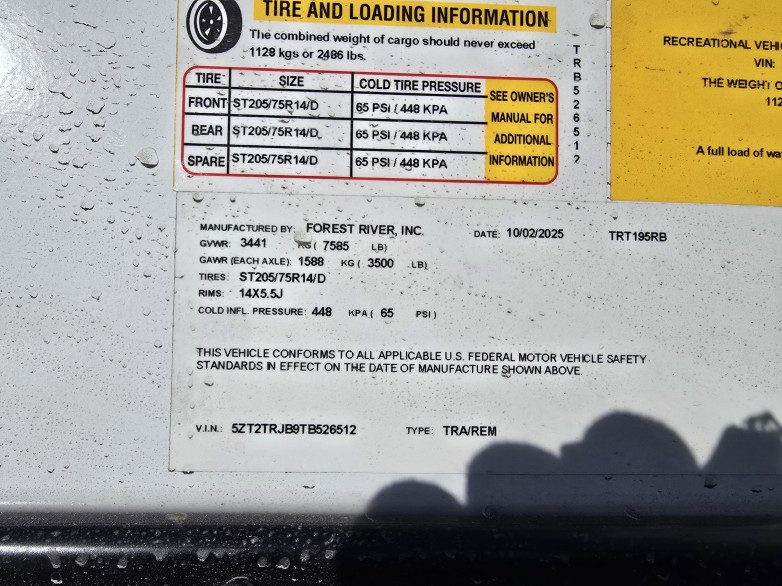 TIRE AND LOADING INFORMATION
The combined weight of cargo should never exceed
1128 kgs or 2486 lbs.
TIRE SIZE COLD TIRE PRESSURE SEE OWNER'S
FRONT ST205/75R14/D 65 PSI / 448 KPA MANUAL FOR
REAR ST205/75R14/D 65 PSI / 448 KPA ADDITIONAL
SPARE ST205/75R14/D 65 PSI / 448 KPA INFORMATION
TRB526512
RECREATIONAL VEHI
VIN:
THE WEIGHT O
112
A full load of wa
MANUFACTURED BY: FOREST RIVER, INC. DATE: 10/02/2025 TRT195RB
GVWR: 3441 KG ( 7585 LB)
GAWR (EACH AXLE): 1588 KG ( 3500 LB)
TIRES: ST205/75R14/D
RIMS: 14X5.5J
COLD INFL. PRESSURE: 448 KPA ( 65 PSI )
THIS VEHICLE CONFORMS TO ALL APPLICABLE U.S. FEDERAL MOTOR VEHICLE SAFETY
STANDARDS IN EFFECT ON THE DATE OF MANUFACTURE SHOWN ABOVE.
V.I.N.: 5ZT2TRJB9TB526512 TYPE: TRA/REM